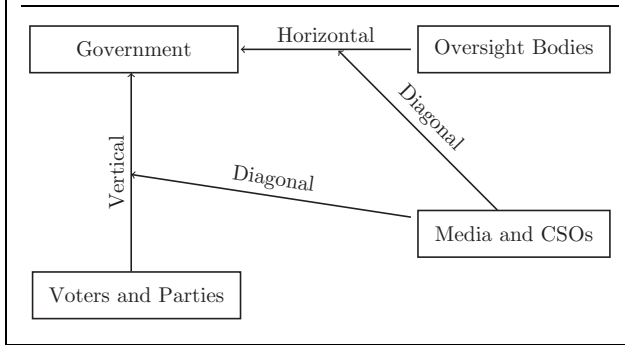 Government
Horizontal
Oversight Bodies
Diagonal
Vertical
Diagonal
Media and CSOs
Voters and Parties